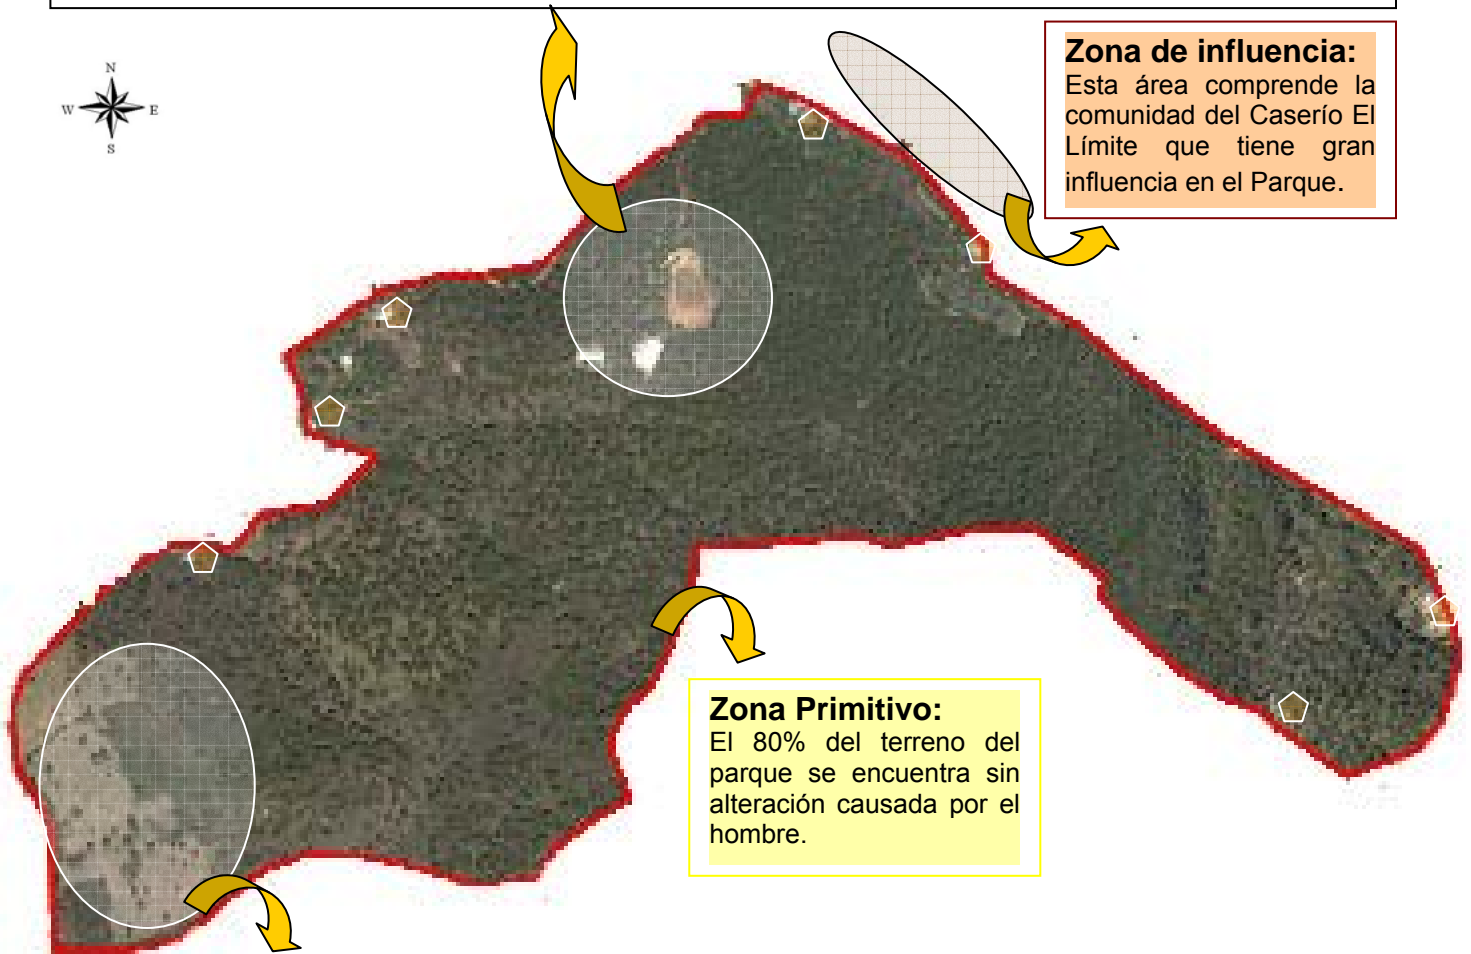 Zona de influencia:
Esta área comprende la
comunidad del Caserío El
Límite que tiene gran
influencia en el Parque.
N
W E
S
Zona Primitivo:
El 80% del terreno del
parque se encuentra sin
alteración causada por el
hombre.